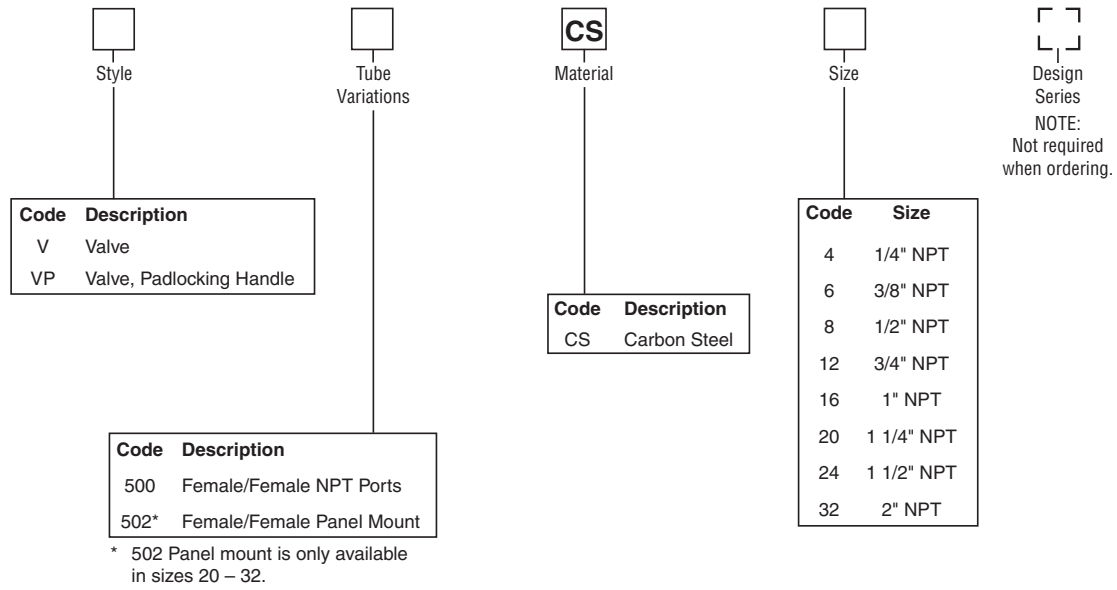 CS
Style
Tube
Variations
Material
Size
Design
Series
NOTE:
Not required
when ordering.
Code Description
V Valve
VP Valve, Padlocking Handle
Code Description
CS Carbon Steel
Code Size
4 1/4" NPT
6 3/8" NPT
8 1/2" NPT
12 3/4" NPT
16 1" NPT
20 1 1/4" NPT
24 1 1/2" NPT
32 2" NPT
Code Description
500 Female/Female NPT Ports
502* Female/Female Panel Mount
* 502 Panel mount is only available
in sizes 20 – 32.